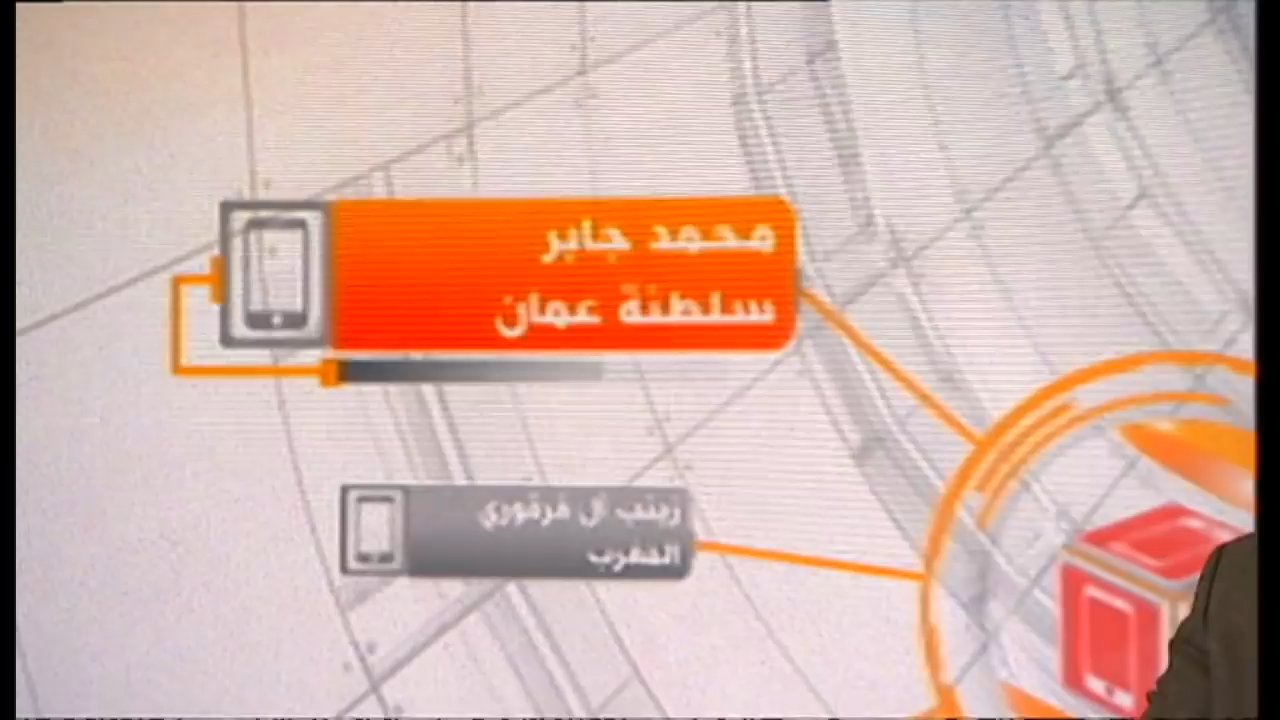 محمد جابر
سلطنة عمان
زينب آل قرقوري
المغرب